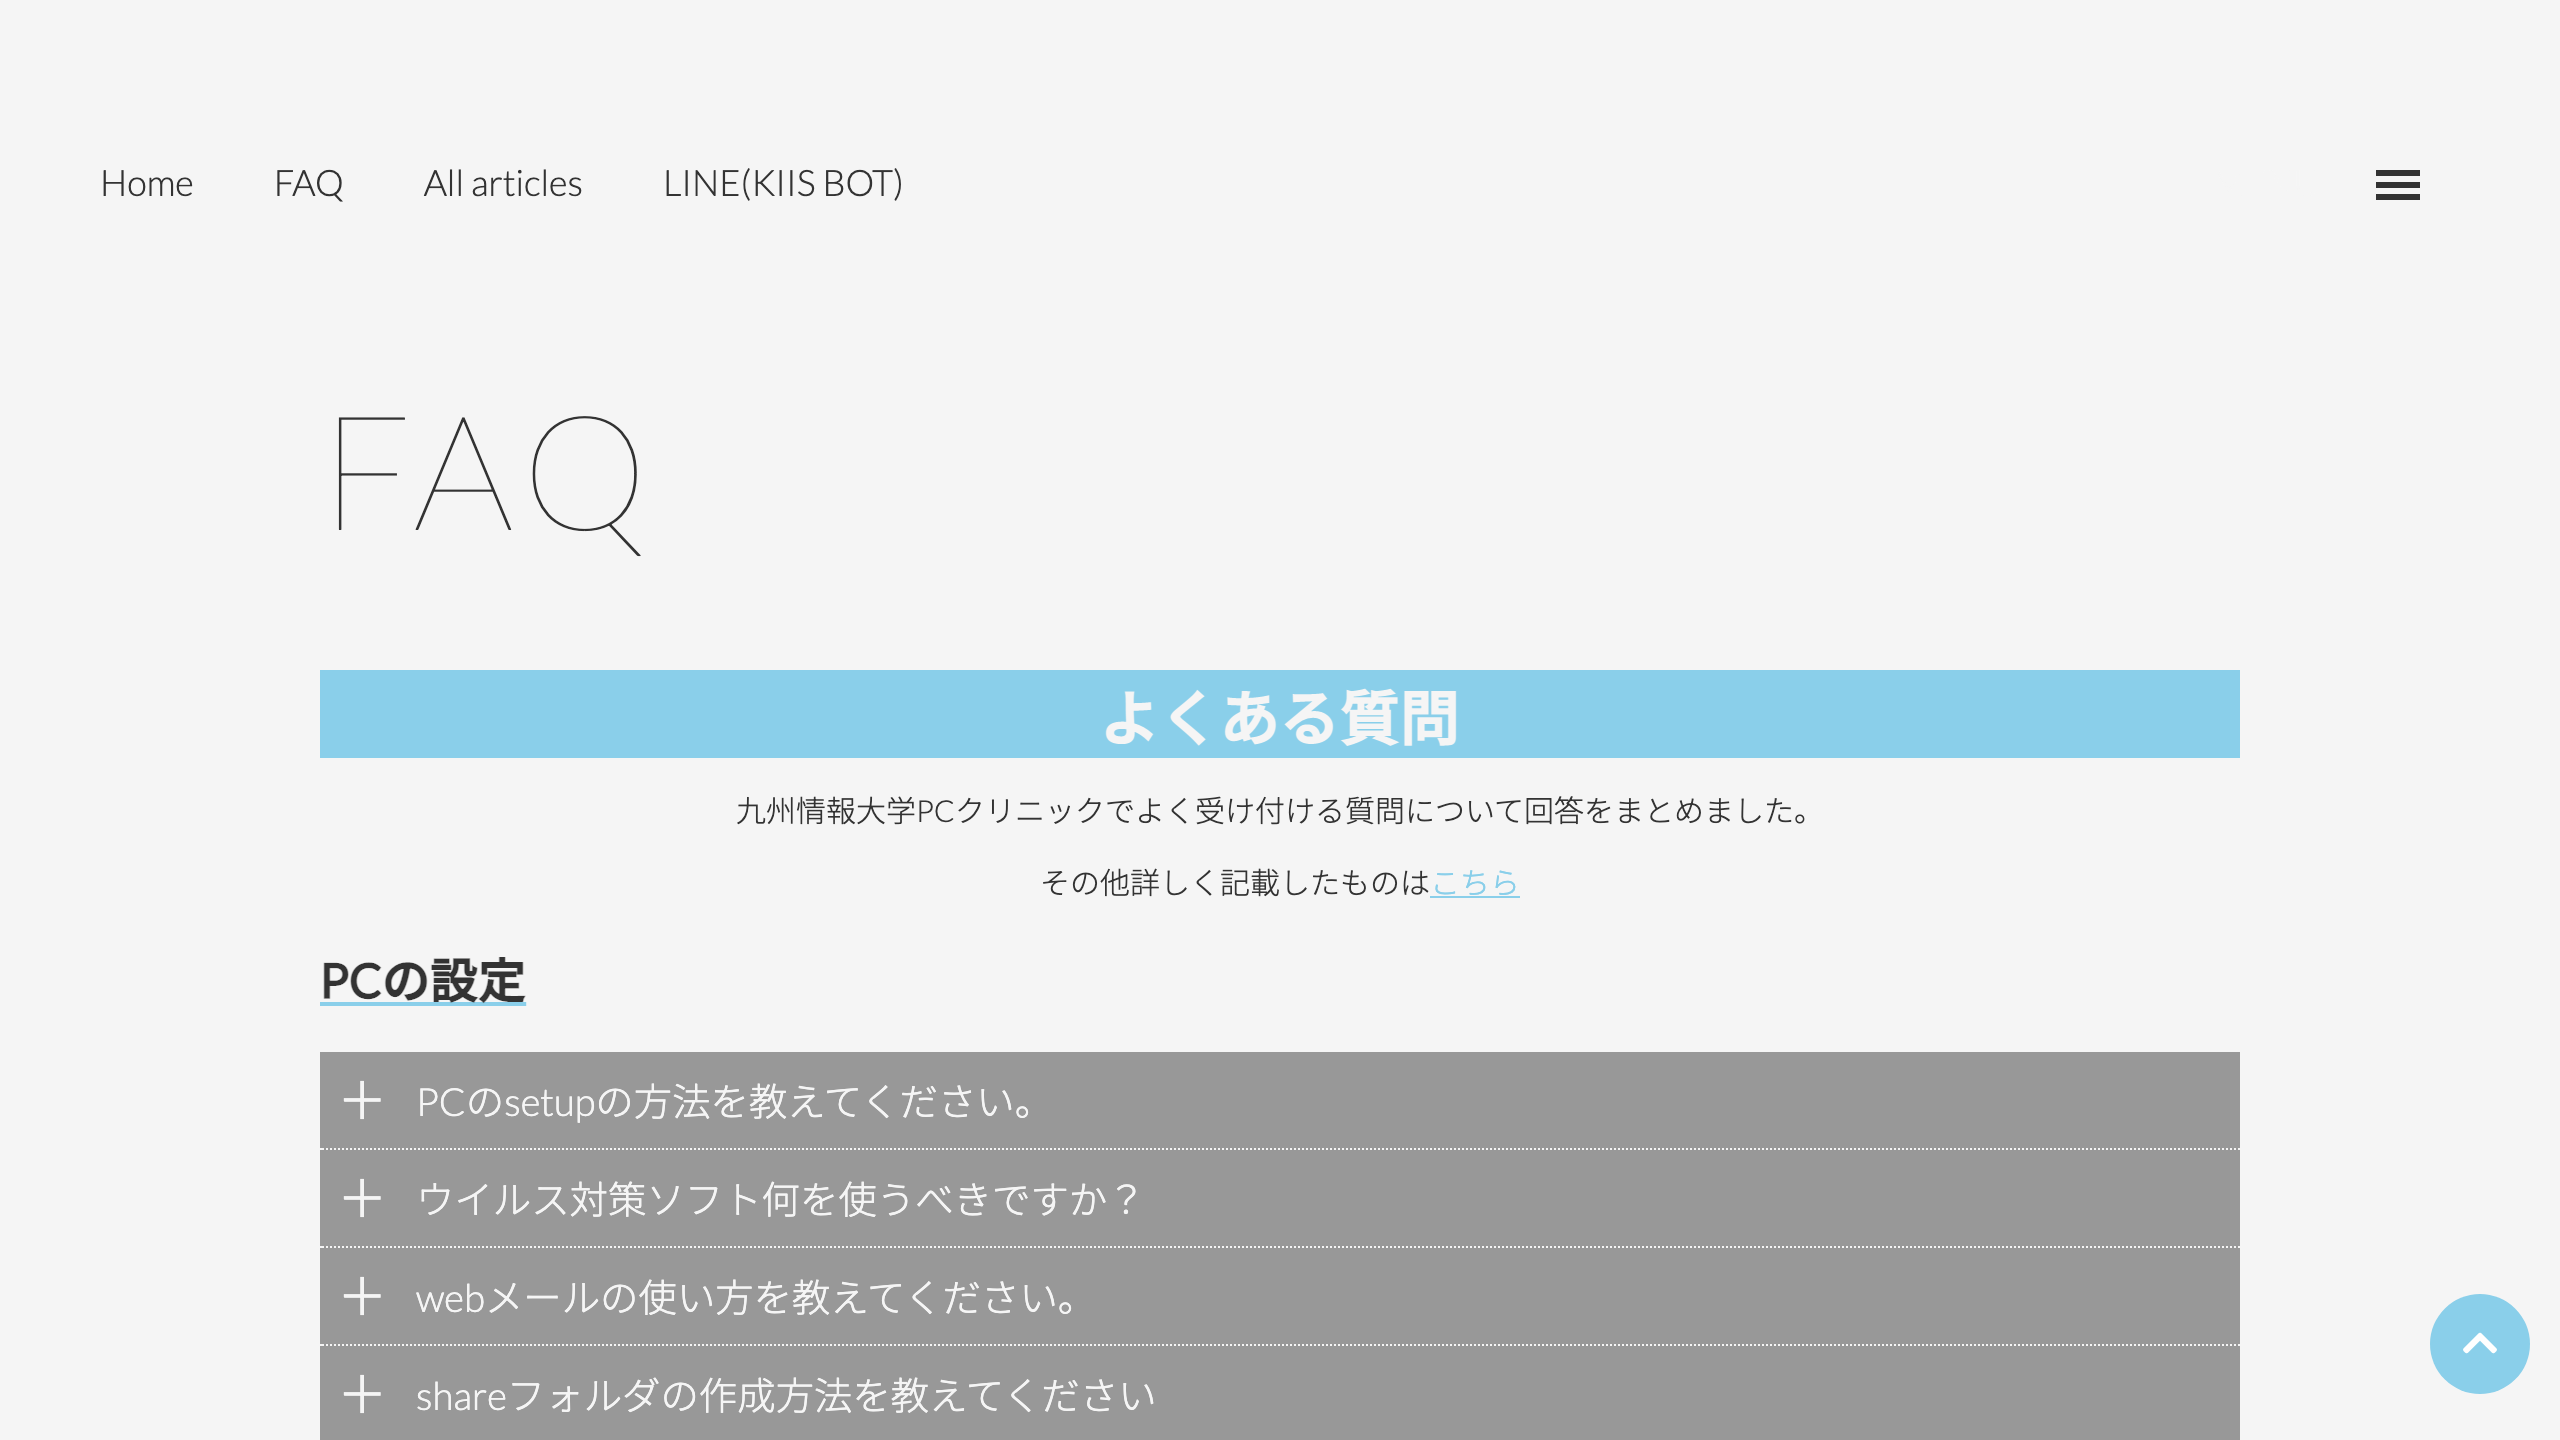 Home FAQ All articles LINE(KIIS BOT)
FAQ
よくある質問
九州情報大学PCクリニックでよく受け付ける質問について回答をまとめました。
その他詳しく記載したものはこちら
PCの設定
PCのsetupの方法を教えてください。
ウイルス対策ソフト何を使うべきですか？
webメールの使い方を教えてください。
shareフォルダの作成方法を教えてください